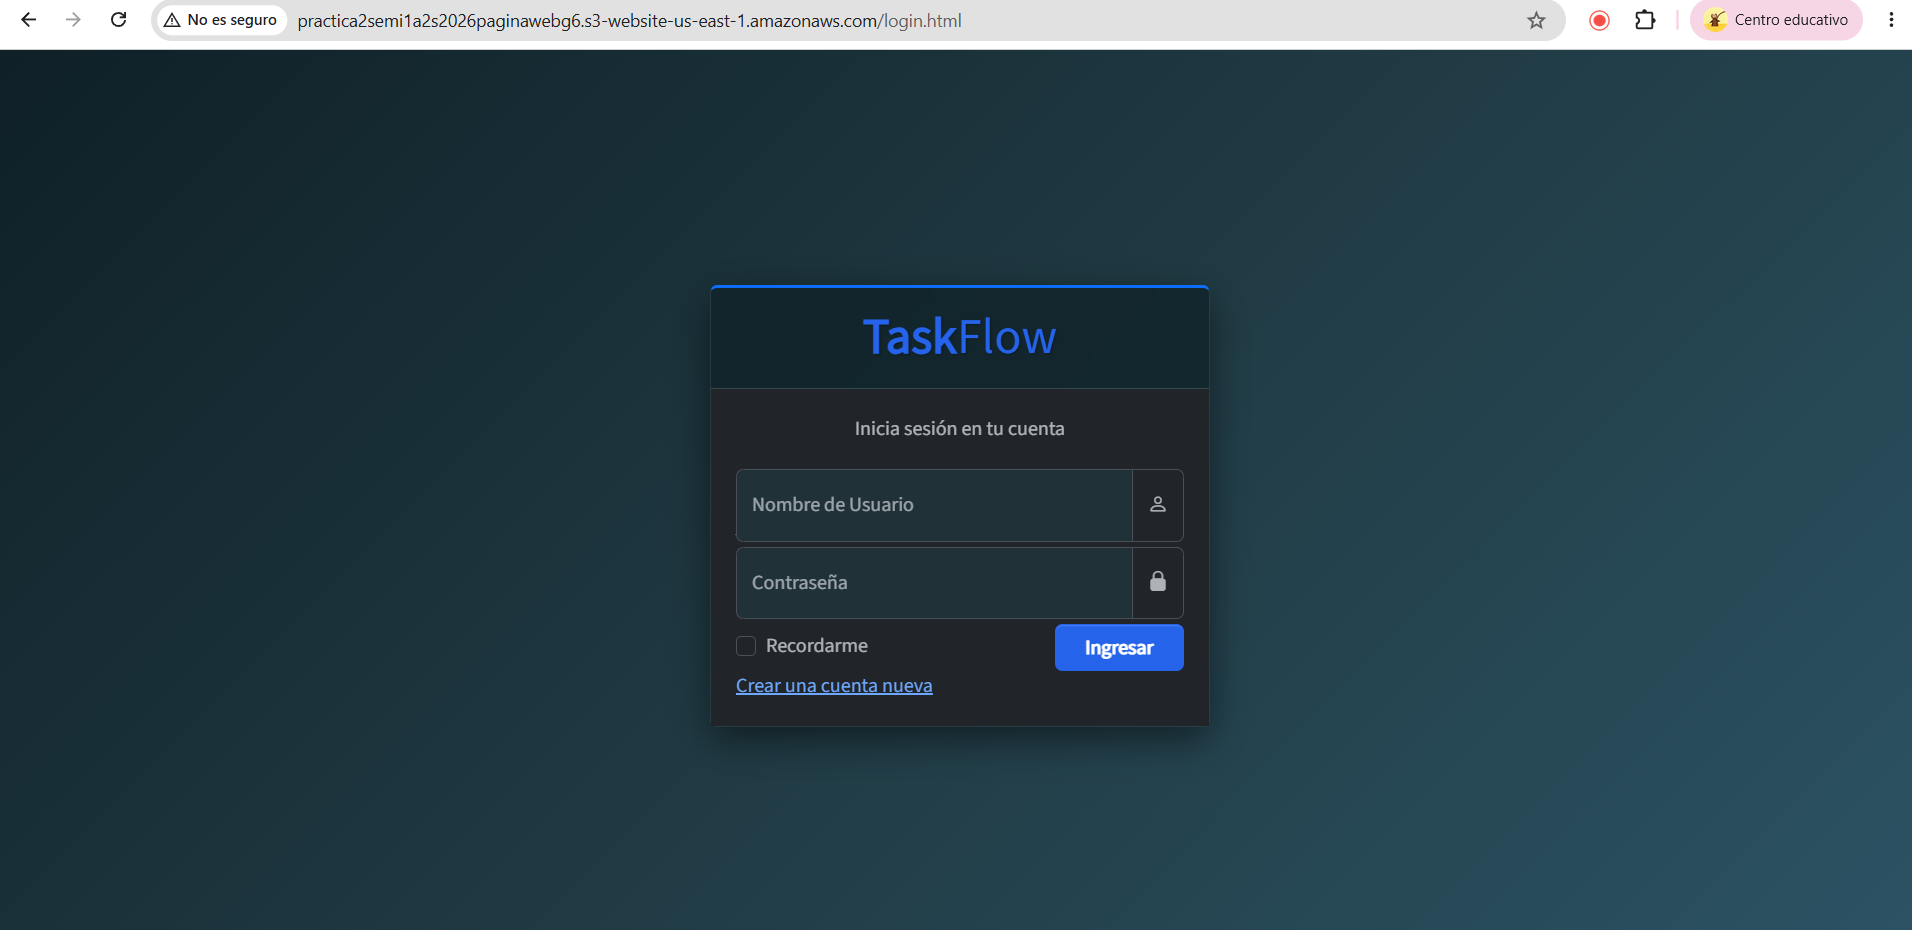 No es seguro
practica2semi1a2s2026paginawebg6.s3-website-us-east-1.amazonaws.com/login.html
Centro educativo
TaskFlow
Inicia sesión en tu cuenta
Nombre de Usuario
Contraseña
Recordarme
Ingresar
Crear una cuenta nueva